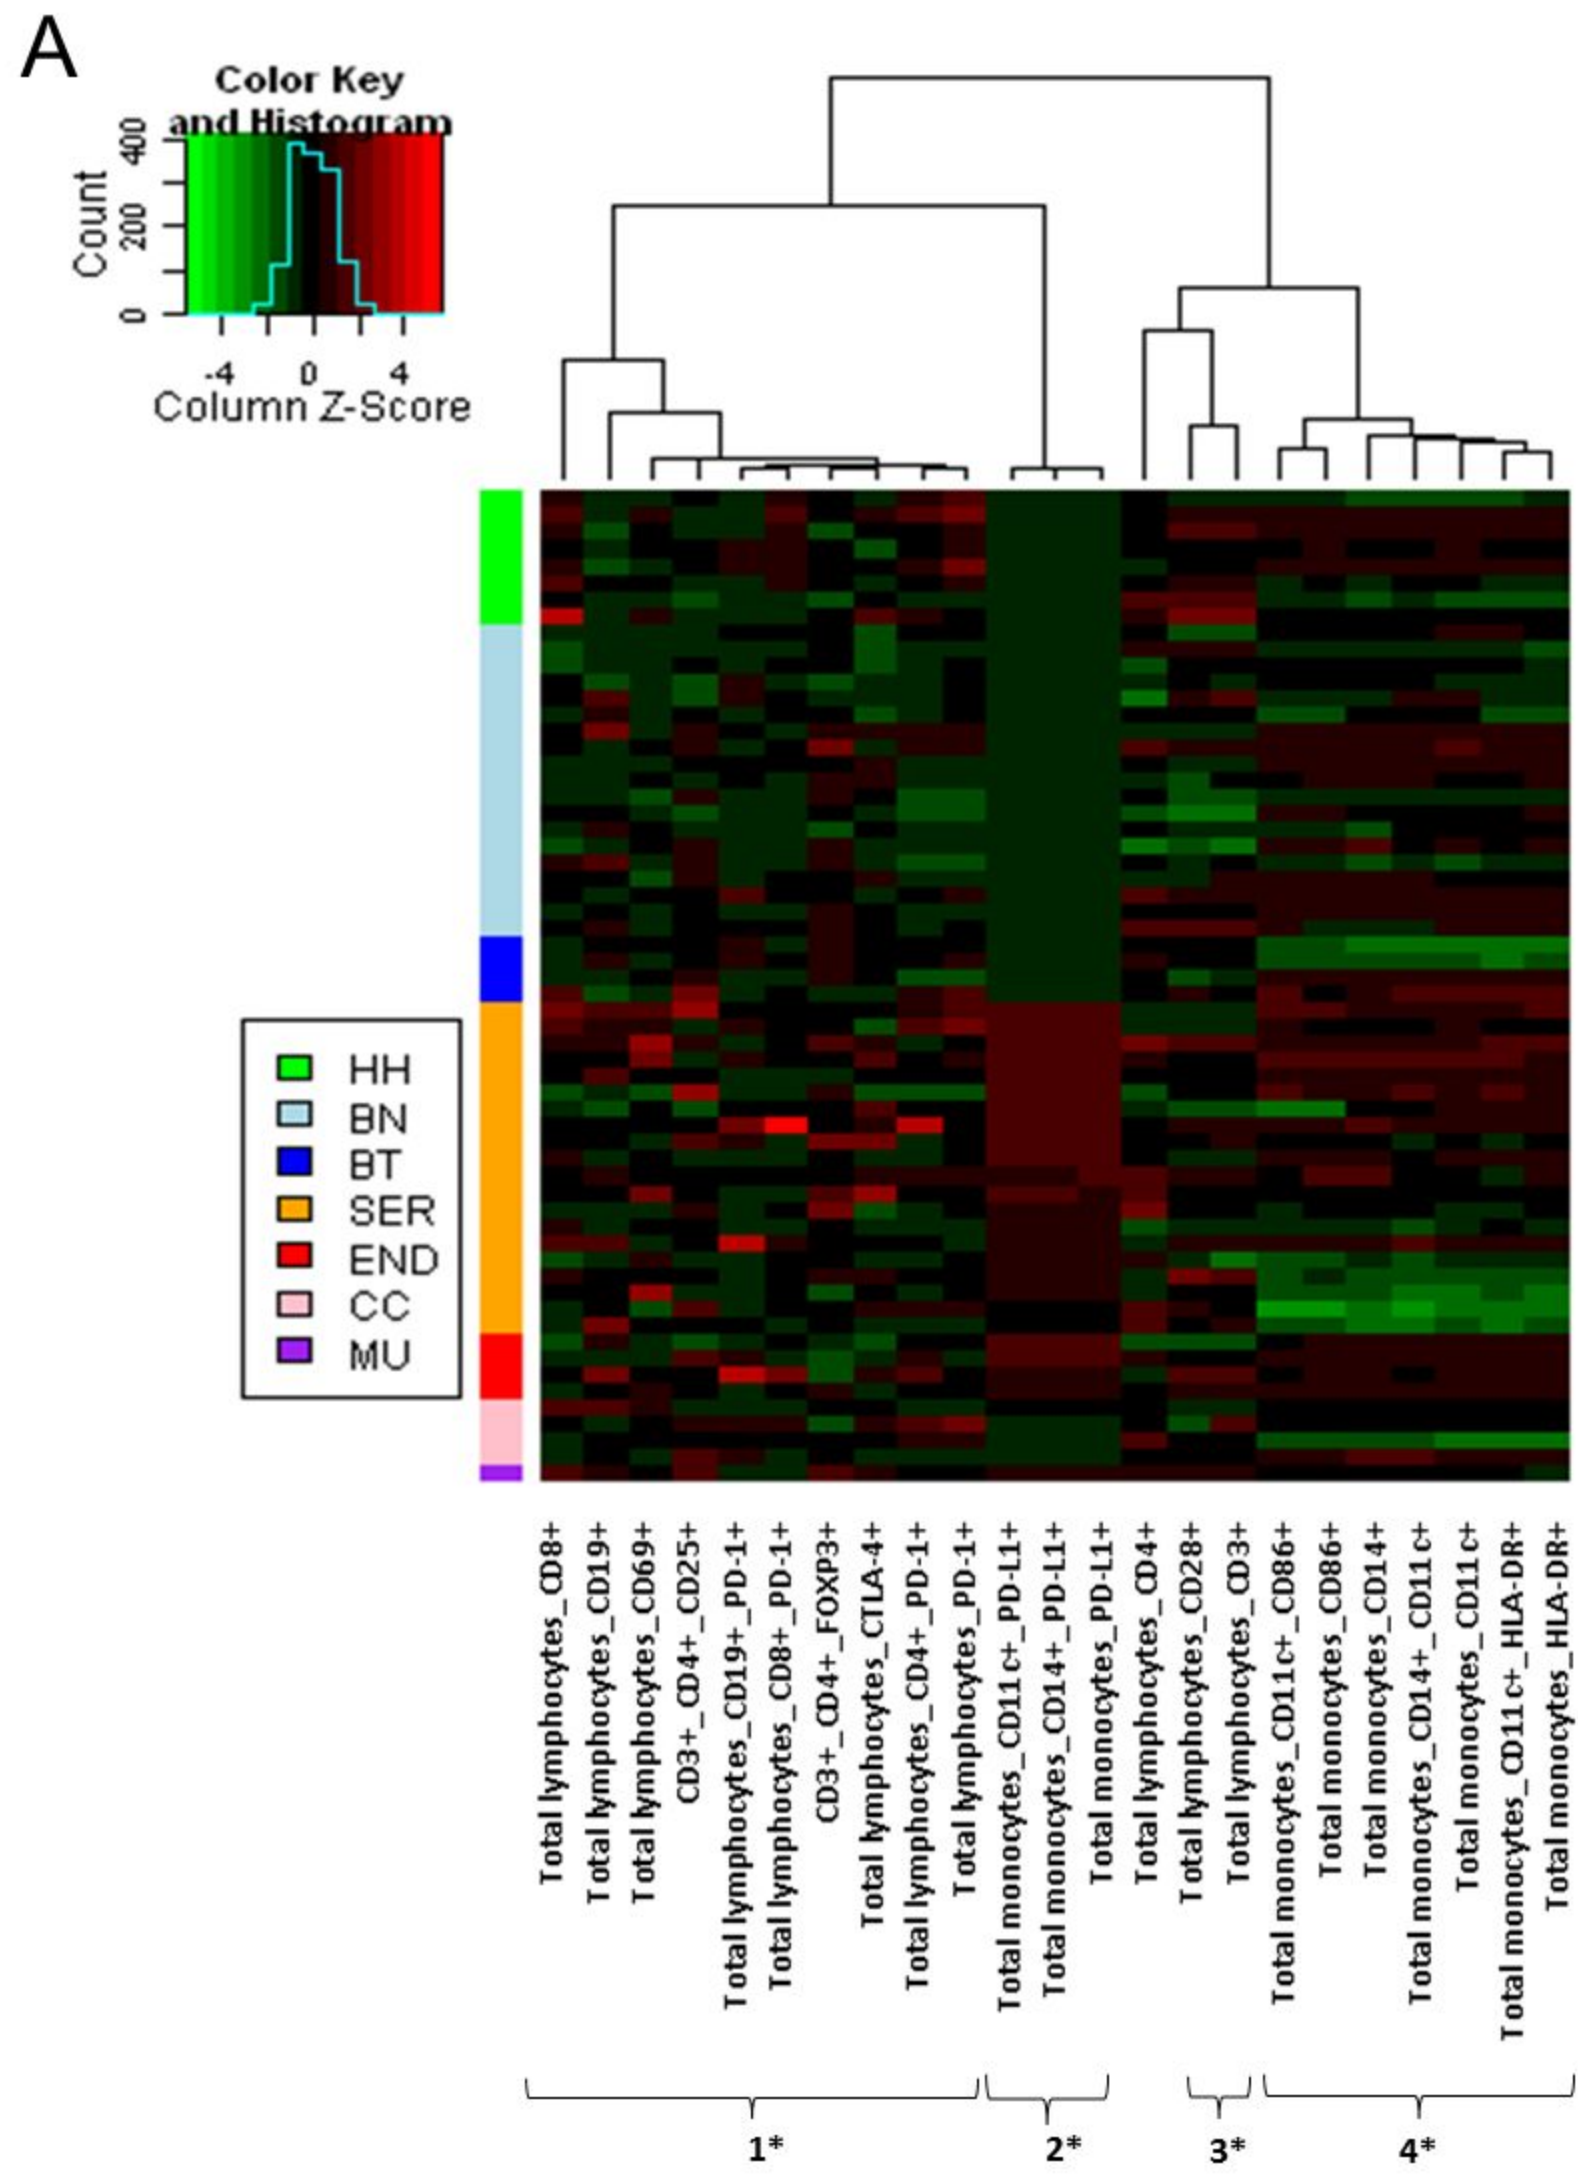 A
Color Key
and Histogram
Count
0
200
400
-4
0
4
Column Z-Score
HH
BN
BT
SER
END
CC
MU
Total lymphocytes_CD8+
Total lymphocytes_CD19+
Total lymphocytes_CD69+
CD3+_CD4+_CD25+
Total lymphocytes_CD19+_PD-1+
Total lymphocytes_CD8+_PD-1+
CD3+_CD4+_FOXP3+
Total lymphocytes_CTLA-4+
Total lymphocytes_CD4+_PD-1+
Total lymphocytes_PD-1+
Total monocytes_CD11c+_PD-L1+
Total monocytes_CD14+_PD-L1+
Total monocytes_PD-L1+
Total lymphocytes_CD4+
Total lymphocytes_CD28+
Total lymphocytes_CD3+
Total monocytes_CD11c+_CD86+
Total monocytes_CD86+
Total monocytes_CD14+
Total monocytes_CD14+_CD11c+
Total monocytes_CD11c+
Total monocytes_CD11c+_HLA-DR+
Total monocytes_HLA-DR+
1*
2*
3*
4*